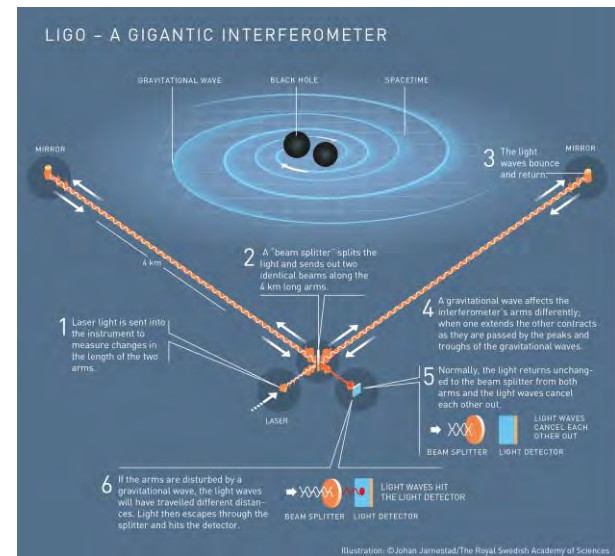 LIGO – A GIGANTIC INTERFEROMETER
GRAVITATIONAL WAVE
BLACK HOLE
SPACETIME
MIRROR
MIRROR
3 The light
waves bounce
and return.
4 km
2 A "beam splitter" splits the
light and sends out two
identical beams along the
4 km long arms.
1 Laser light is sent into
the instrument to
measure changes in
the length of the two
arms.
4 A gravitational wave affects the
interferometer's arms differently;
when one extends the other contracts
as they are passed by the peaks and
troughs of the gravitational waves.
5 Normally, the light returns unchang-
ed to the beam splitter from both
arms and the light waves cancel
each other out.
LASER
LIGHT WAVES
CANCEL EACH
OTHER OUT
BEAM SPLITTER
LIGHT DETECTOR
6 If the arms are disturbed by a
gravitational wave, the light waves
will have travelled different distan-
ces. Light then escapes through the
splitter and hits the detector.
LIGHT WAVES HIT
THE LIGHT DETECTOR
BEAM SPLITTER
LIGHT DETECTOR
Illustration: ©Johan Jarnestad/The Royal Swedish Academy of Sciences